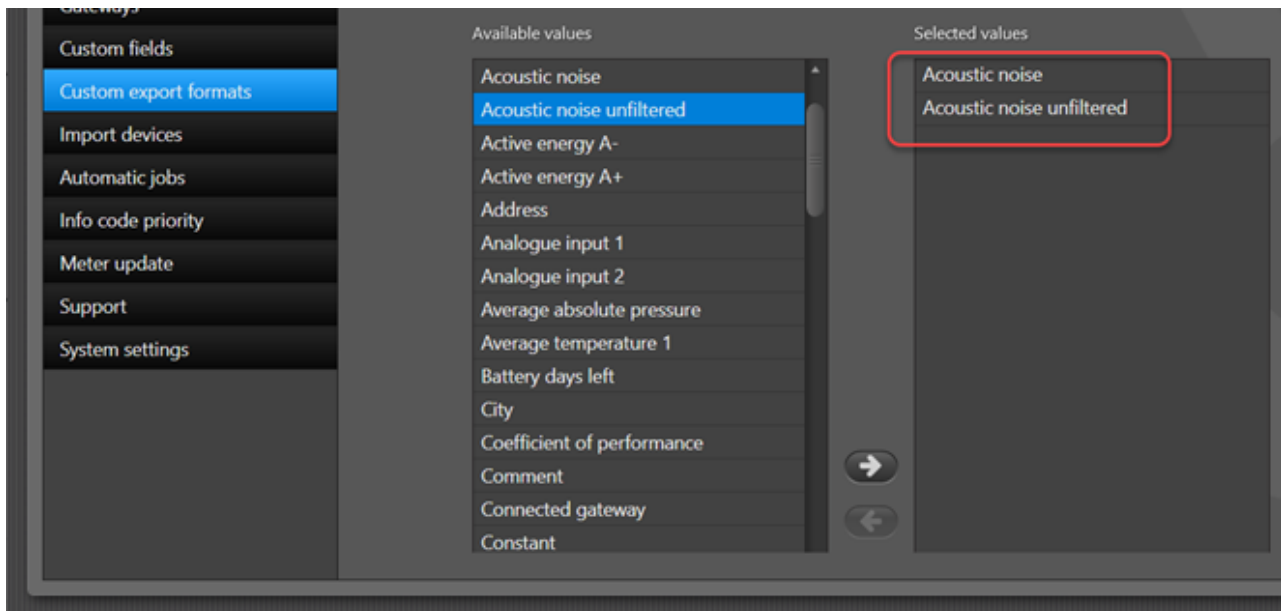 Gateways
Custom fields
Custom export formats
Import devices
Automatic jobs
Info code priority
Meter update
Support
System settings
Available values
Acoustic noise
Acoustic noise unfiltered
Active energy A-
Active energy A+
Address
Analogue input 1
Analogue input 2
Average absolute pressure
Average temperature 1
Battery days left
City
Coefficient of performance
Comment
Connected gateway
Constant
Selected values
Acoustic noise
Acoustic noise unfiltered